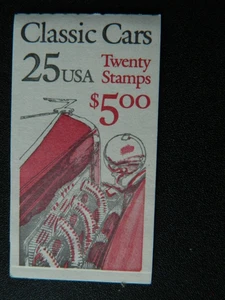 Classic Cars
25 USA Twenty
Stamps
$5.00